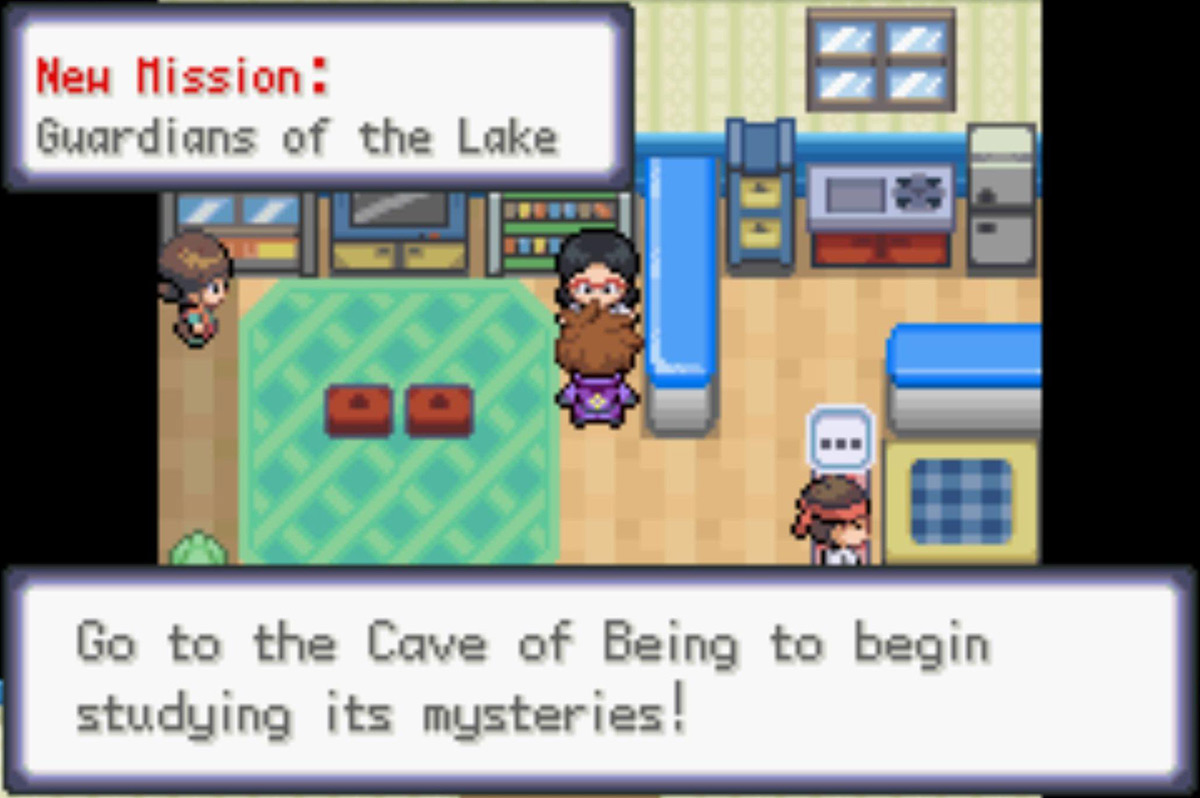 New Mission:
Guardians of the Lake
...
Go to the Cave of Being to begin
studying its mysteries!